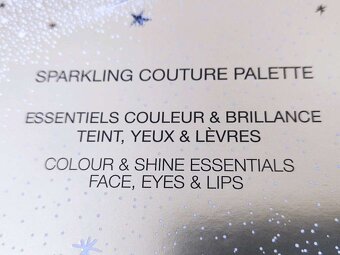 SPARKLING COUTURE PALETTE
ESSENTIELS COULEUR & BRILLANCE
TEINT, YEUX & LÈVRES
COLOUR & SHINE ESSENTIALS
FACE, EYES & LIPS